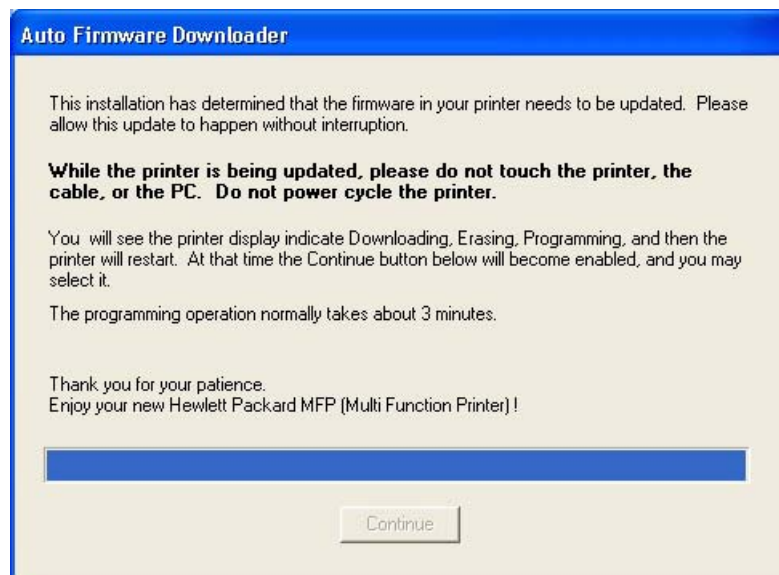 Auto Firmware Downloader
This installation has determined that the firmware in your printer needs to be updated. Please
allow this update to happen without interruption.
While the printer is being updated, please do not touch the printer, the
cable, or the PC. Do not power cycle the printer.
You will see the printer display indicate Downloading, Erasing, Programming, and then the
printer will restart. At that time the Continue button below will become enabled, and you may
select it.
The programming operation normally takes about 3 minutes.
Thank you for your patience.
Enjoy your new Hewlett Packard MFP (Multi Function Printer) !
Continue